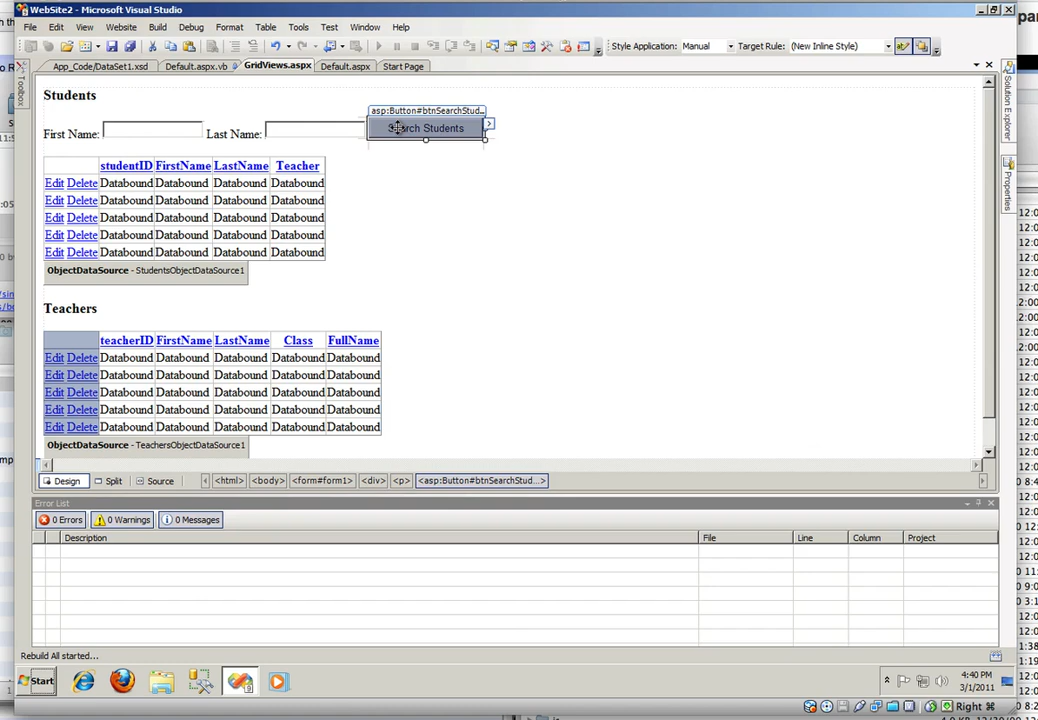 WebSite2 - Microsoft Visual Studio
File Edit View Website Build Debug Format Table Tools Test Window Help
Style Application: Manual Target Rule: (New Inline Style)
App_Code/DataSet1.xsd Default.aspx.vb GridViews.aspx Default.aspx Start Page
Toolbox
Solution Explorer
Properties
Students
asp:Button#btnSearchStud...
First Name: Last Name: Search Students
studentID FirstName LastName Teacher
Edit Delete Databound Databound Databound Databound
Edit Delete Databound Databound Databound Databound
Edit Delete Databound Databound Databound Databound
Edit Delete Databound Databound Databound Databound
Edit Delete Databound Databound Databound Databound
ObjectDataSource - StudentsObjectDataSource1
Teachers
teacherID FirstName LastName Class FullName
Edit Delete Databound Databound Databound Databound Databound
Edit Delete Databound Databound Databound Databound Databound
Edit Delete Databound Databound Databound Databound Databound
Edit Delete Databound Databound Databound Databound Databound
Edit Delete Databound Databound Databound Databound Databound
ObjectDataSource - TeachersObjectDataSource1
Design Split Source <html> <body> <form#form1> <div> <p> <asp:Button#btnSearchStud...>
Error List
0 Errors 0 Warnings 0 Messages
Description File Line Column Project
Rebuild All started...
Start
4:40 PM
3/1/2011
Right ⌘